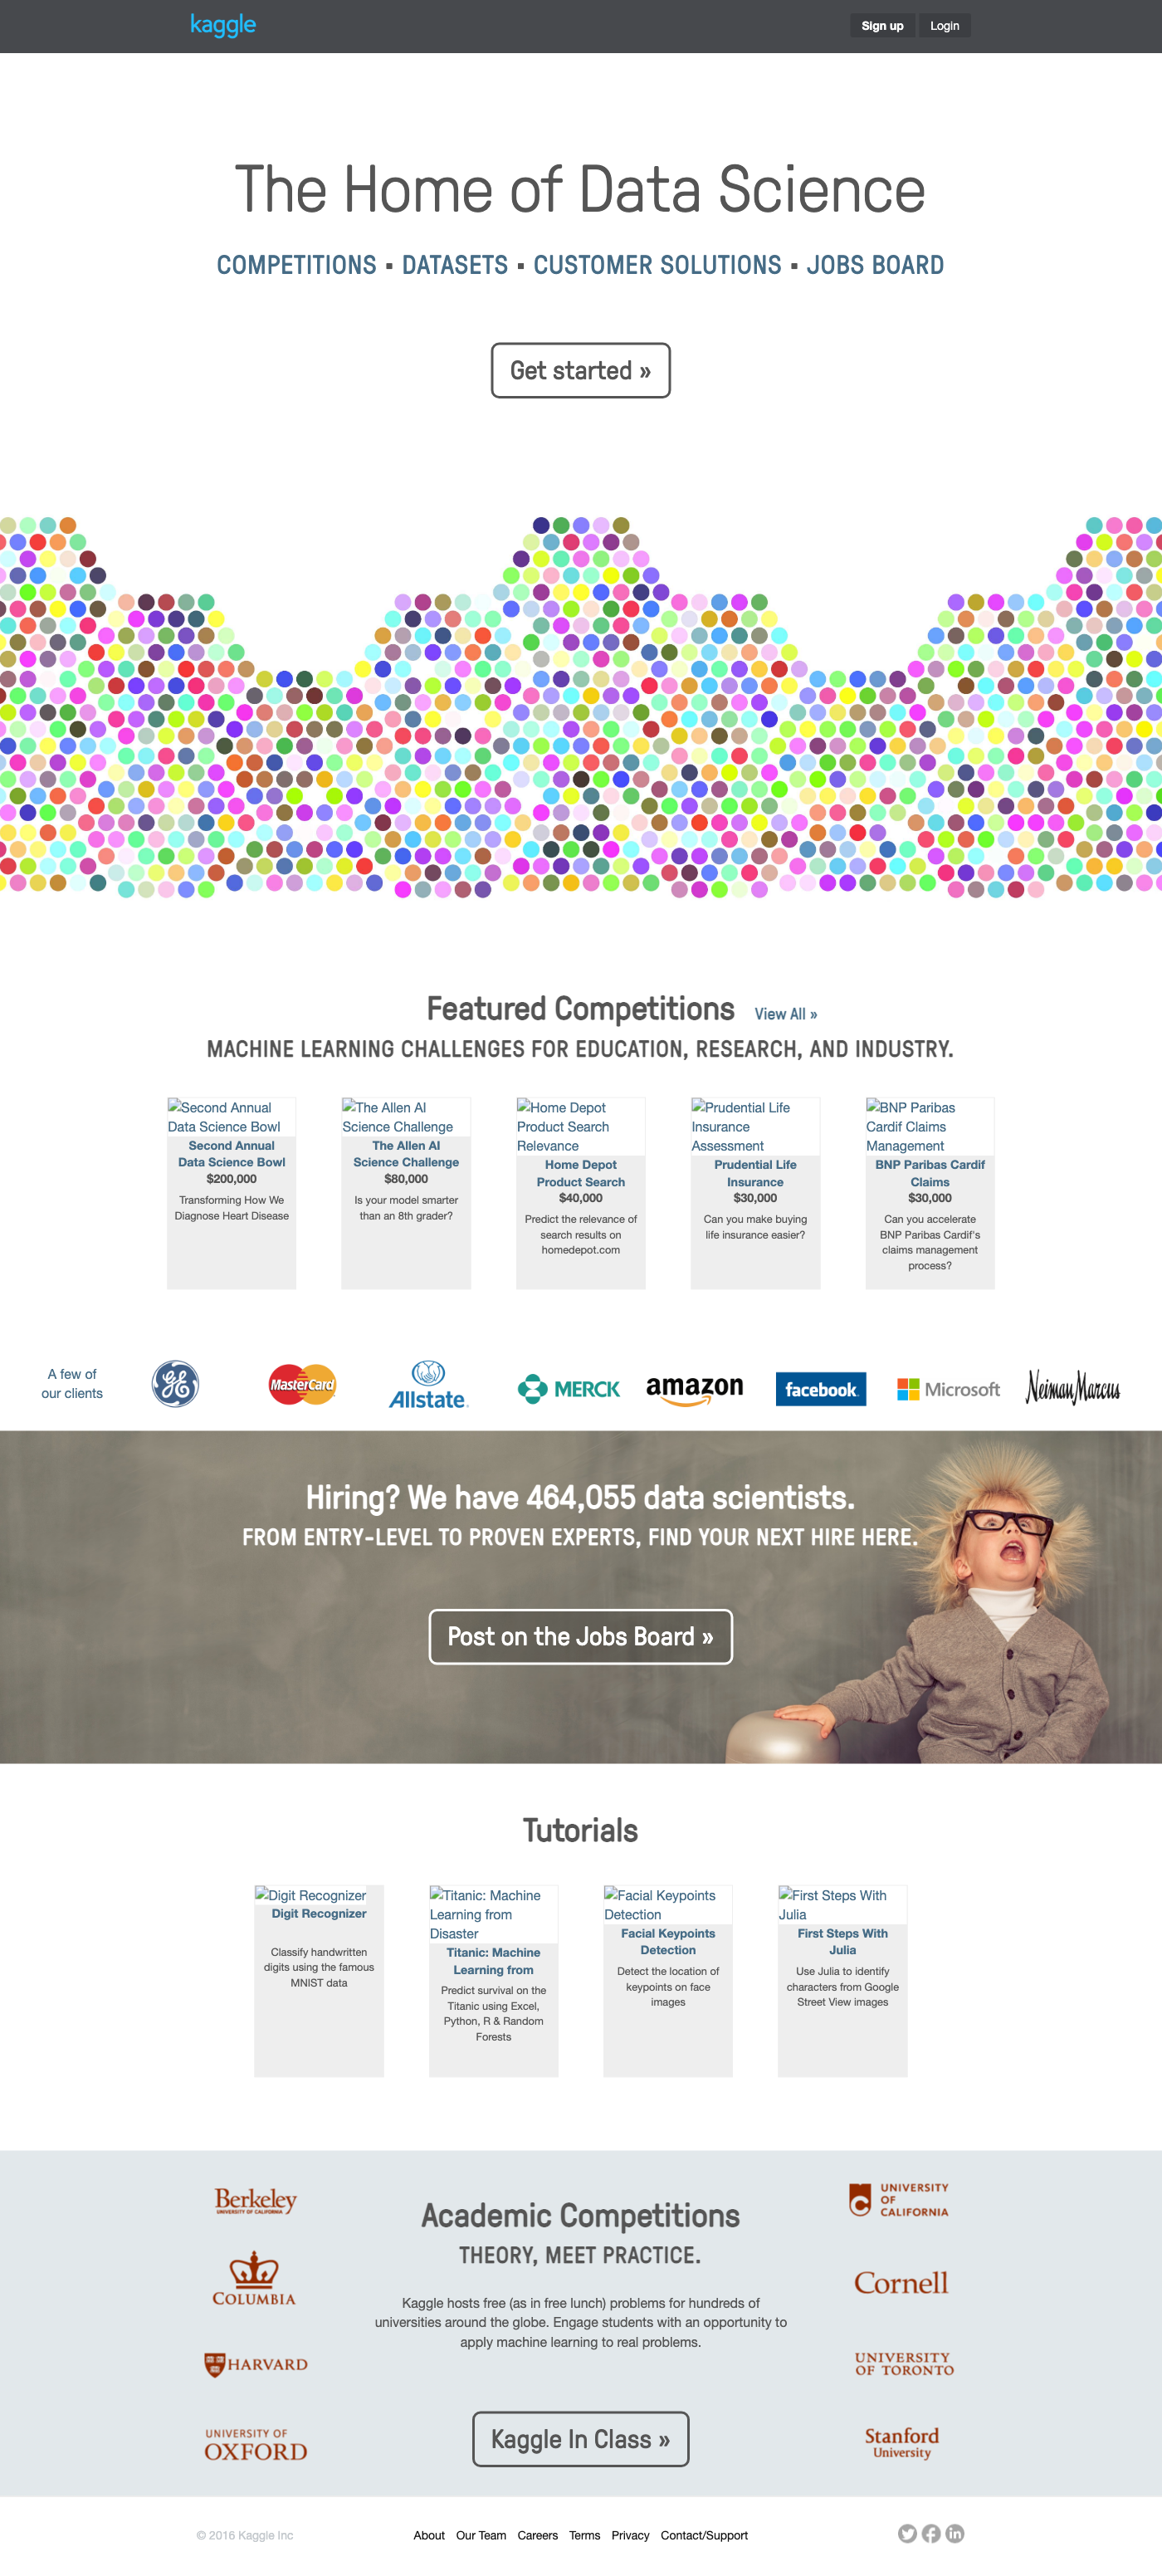 kaggle
Sign up Login
The Home of Data Science
COMPETITIONS ▪ DATASETS ▪ CUSTOMER SOLUTIONS ▪ JOBS BOARD
Get started »
Featured Competitions View All »
MACHINE LEARNING CHALLENGES FOR EDUCATION, RESEARCH, AND INDUSTRY.
Second Annual
Data Science Bowl
Second Annual
Data Science Bowl
$200,000
Transforming How We
Diagnose Heart Disease
The Allen AI
Science Challenge
The Allen AI
Science Challenge
$80,000
Is your model smarter
than an 8th grader?
Home Depot
Product Search
Relevance
Home Depot
Product Search
$40,000
Predict the relevance of
search results on
homedepot.com
Prudential Life
Insurance
Assessment
Prudential Life
Insurance
$30,000
Can you make buying
life insurance easier?
BNP Paribas
Cardif Claims
Management
BNP Paribas Cardif
Claims
$30,000
Can you accelerate
BNP Paribas Cardif's
claims management
process?
A few of
our clients
GE
MasterCard
Allstate.
MERCK
amazon
facebook
Microsoft
Neiman Marcus
Hiring? We have 464,055 data scientists.
FROM ENTRY-LEVEL TO PROVEN EXPERTS, FIND YOUR NEXT HIRE HERE.
Post on the Jobs Board »
Tutorials
Digit Recognizer
Digit Recognizer
Classify handwritten
digits using the famous
MNIST data
Titanic: Machine
Learning from
Disaster
Titanic: Machine
Learning from
Predict survival on the
Titanic using Excel,
Python, R & Random
Forests
Facial Keypoints
Detection
Facial Keypoints
Detection
Detect the location of
keypoints on face
images
First Steps With
Julia
First Steps With
Julia
Use Julia to identify
characters from Google
Street View images
Berkeley
UNIVERSITY OF CALIFORNIA
COLUMBIA
HARVARD
UNIVERSITY OF
OXFORD
Academic Competitions
THEORY, MEET PRACTICE.
Kaggle hosts free (as in free lunch) problems for hundreds of
universities around the globe. Engage students with an opportunity to
apply machine learning to real problems.
Kaggle In Class »
UNIVERSITY
OF
CALIFORNIA
Cornell
UNIVERSITY
OF TORONTO
Stanford
University
© 2016 Kaggle Inc
About Our Team Careers Terms Privacy Contact/Support